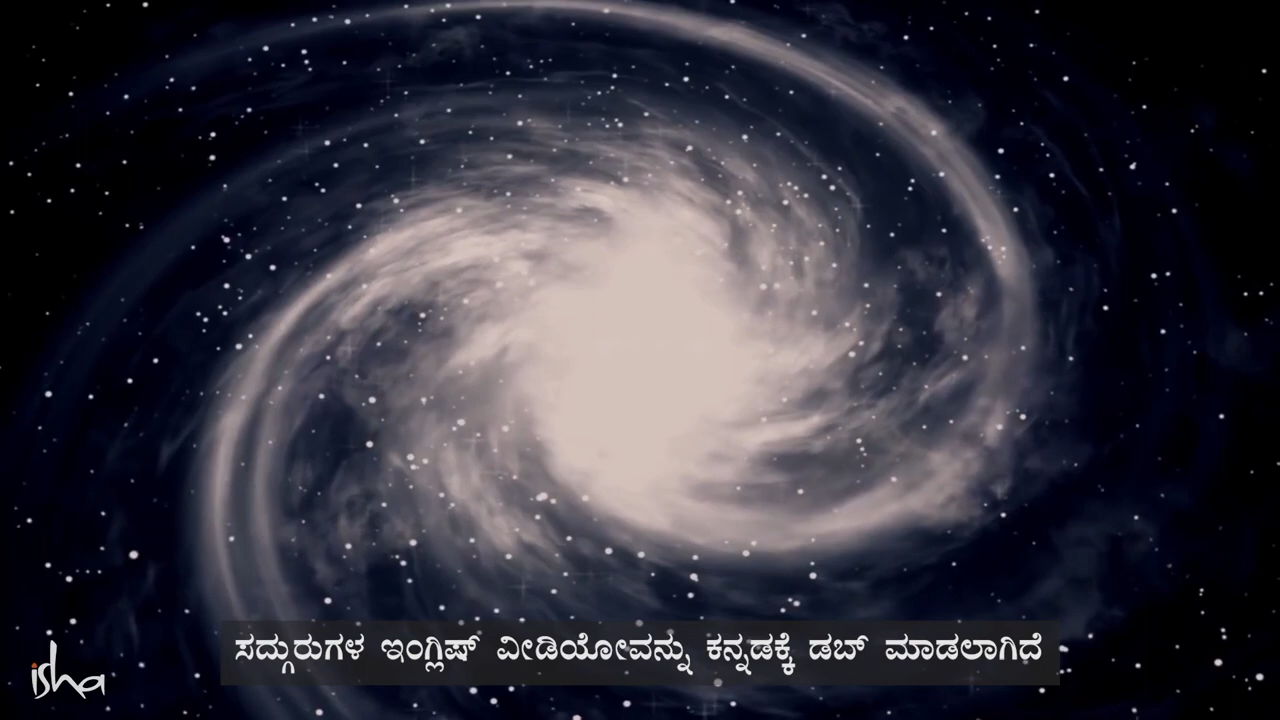 ಸದ್ಗುರುಗಳ ಇಂಗ್ಲಿಷ್ ವೀಡಿಯೋವನ್ನು ಕನ್ನಡಕ್ಕೆ ಡಬ್ ಮಾಡಲಾಗಿದೆ
isha